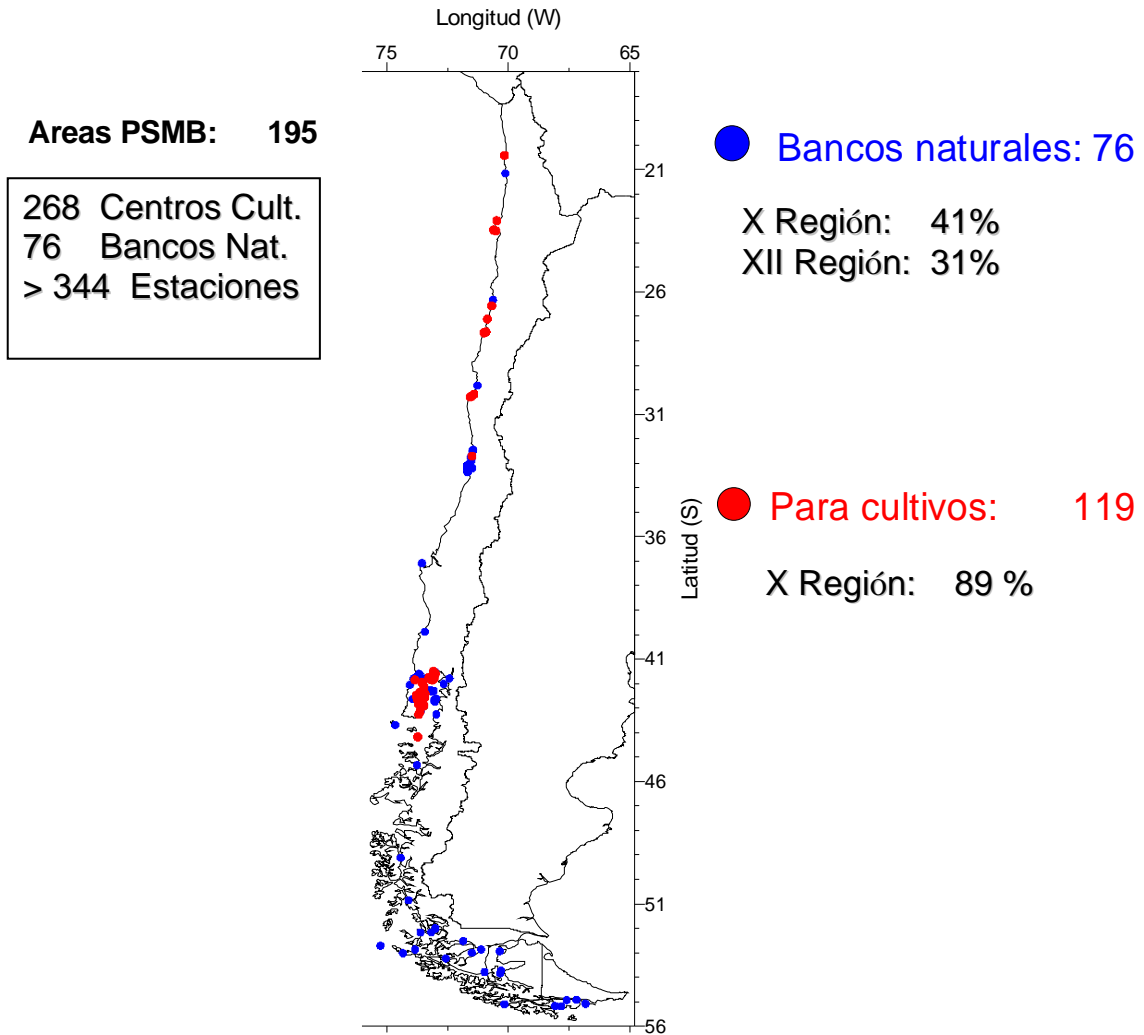 Longitud (W)
75 70 65
Areas PSMB: 195
268 Centros Cult.
76 Bancos Nat.
> 344 Estaciones
Bancos naturales: 76
X Región: 41%
XII Región: 31%
Para cultivos: 119
X Región: 89 %
21
26
31
36
41
46
51
56
Latitud (S)